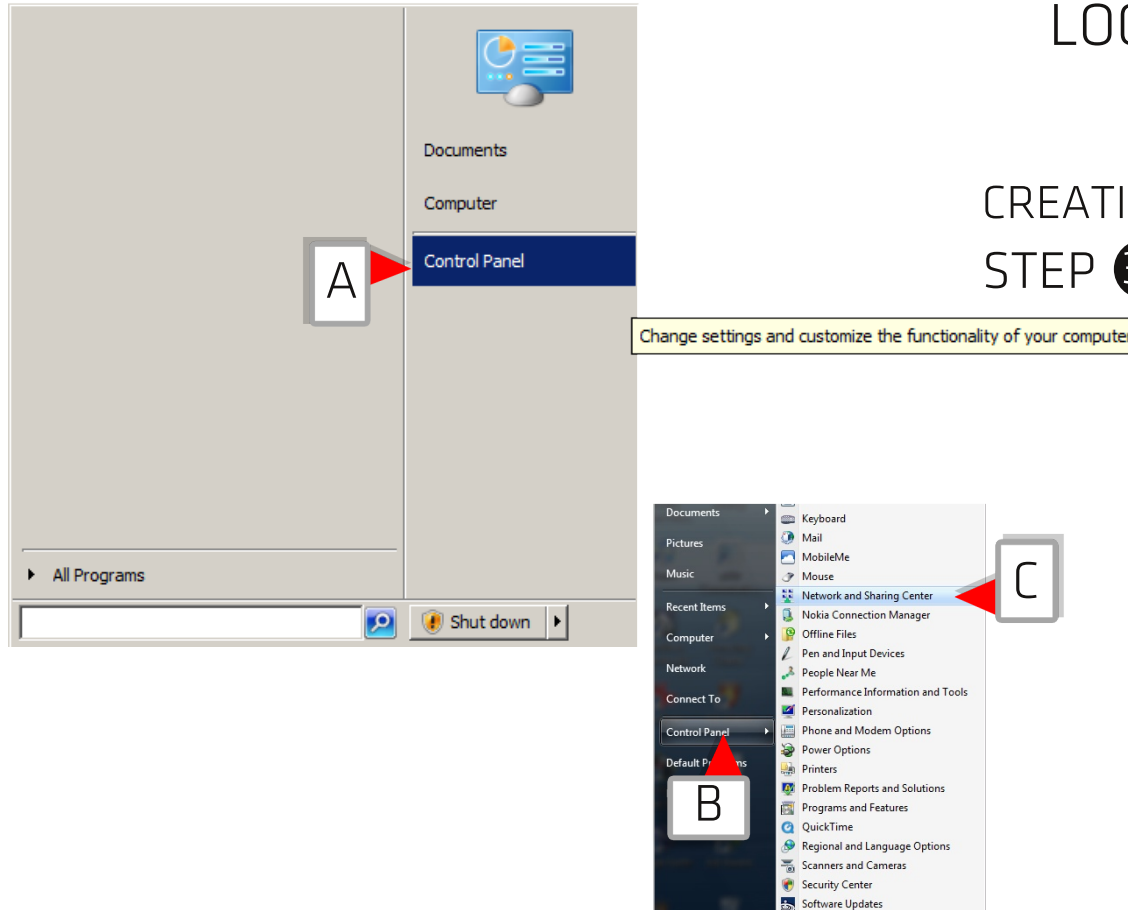 LOC
Documents
Computer
CREATI
A
Control Panel
STEP
Change settings and customize the functionality of your computer
All Programs
Shut down
Documents
Pictures
Music
Recent Items
Computer
Network
Connect To
Control Panel
Default Programs
B
Keyboard
Mail
MobileMe
Mouse
Network and Sharing Center
C
Nokia Connection Manager
Offline Files
Pen and Input Devices
People Near Me
Performance Information and Tools
Personalization
Phone and Modem Options
Power Options
Printers
Problem Reports and Solutions
Programs and Features
QuickTime
Regional and Language Options
Scanners and Cameras
Security Center
Software Updates